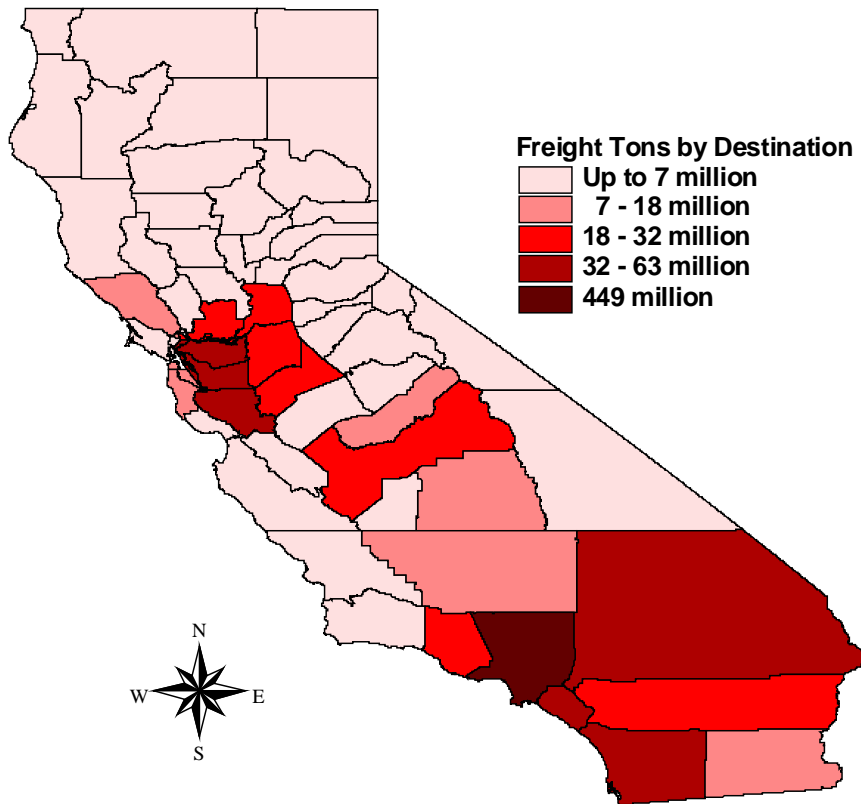 Freight Tons by Destination
Up to 7 million
7 - 18 million
18 - 32 million
32 - 63 million
449 million
N
W E
S